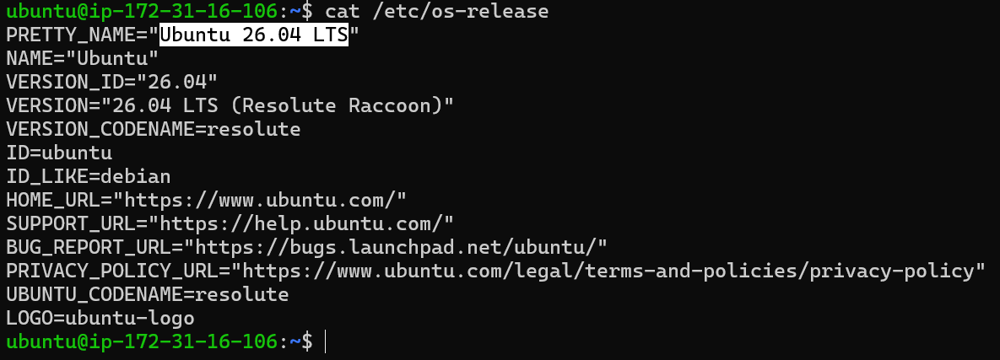 ubuntu@ip-172-31-16-106:~$ cat /etc/os-release
PRETTY_NAME="Ubuntu 26.04 LTS"
NAME="Ubuntu"
VERSION_ID="26.04"
VERSION="26.04 LTS (Resolute Raccoon)"
VERSION_CODENAME=resolute
ID=ubuntu
ID_LIKE=debian
HOME_URL="https://www.ubuntu.com/"
SUPPORT_URL="https://help.ubuntu.com/"
BUG_REPORT_URL="https://bugs.launchpad.net/ubuntu/"
PRIVACY_POLICY_URL="https://www.ubuntu.com/legal/terms-and-policies/privacy-policy"
UBUNTU_CODENAME=resolute
LOGO=ubuntu-logo
ubuntu@ip-172-31-16-106:~$